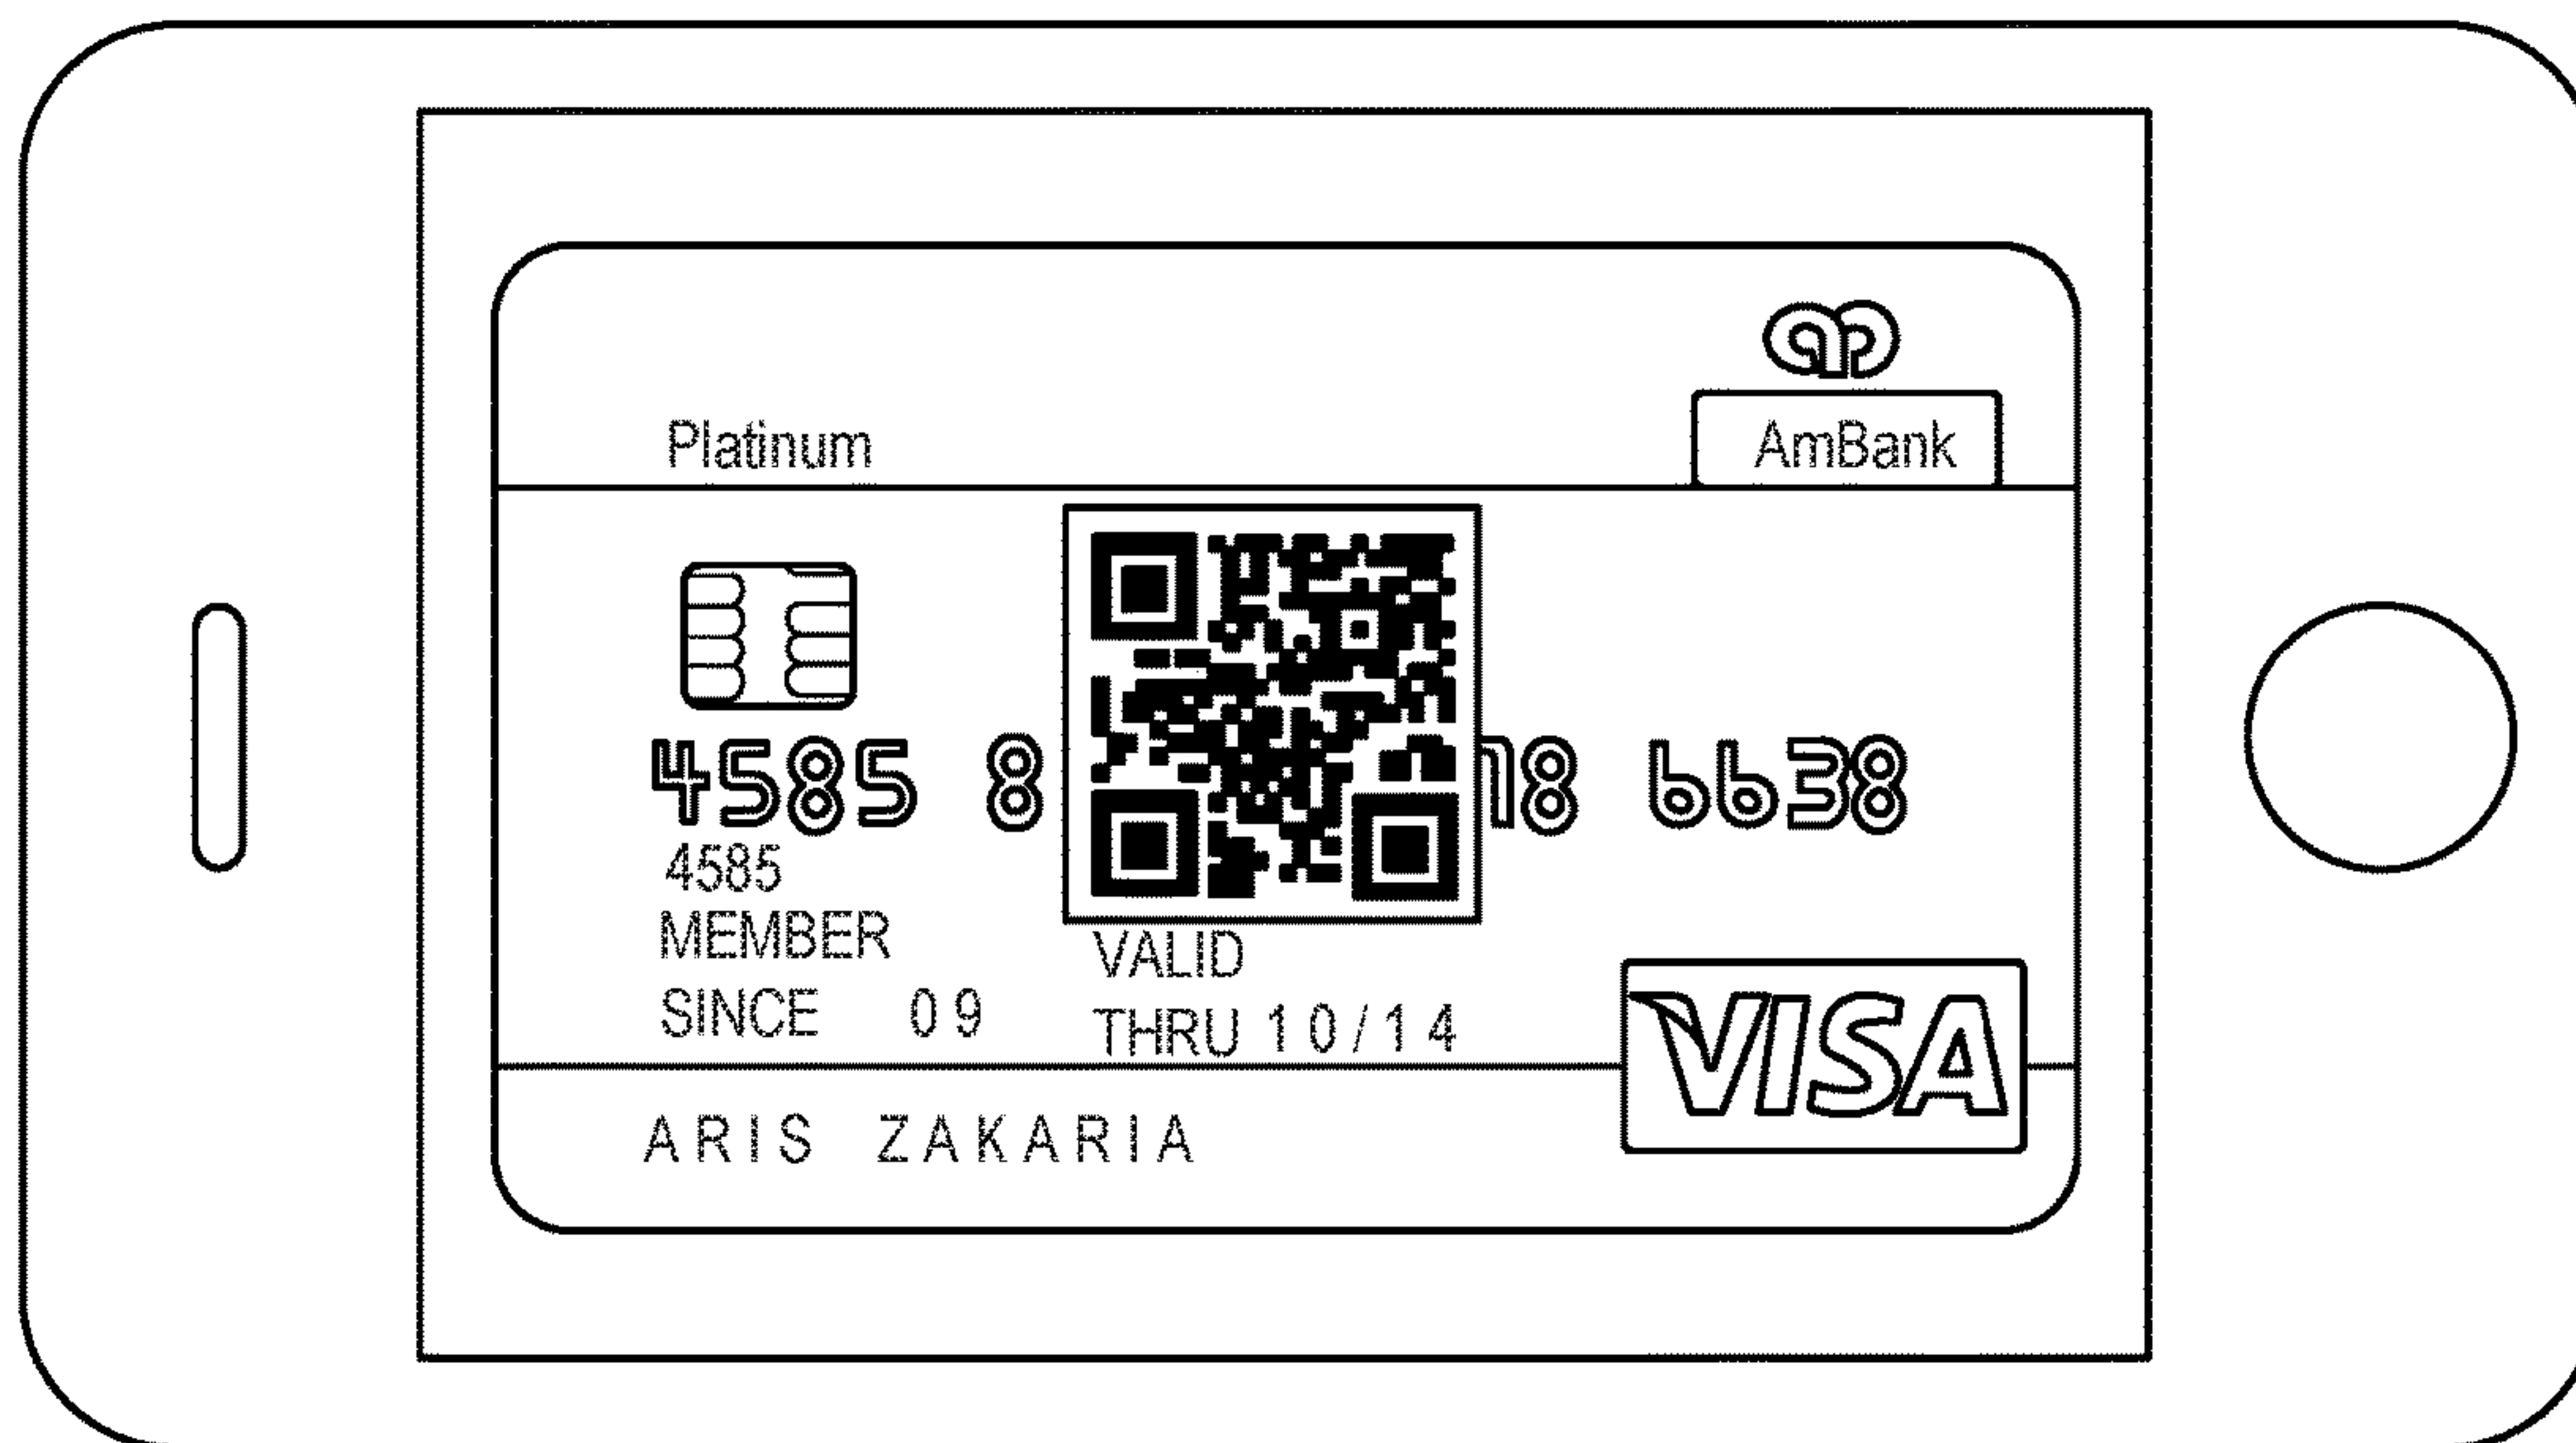 Platinum
AmBank
4585 8 78 6638
4585
MEMBER
SINCE 09
VALID
THRU 10/14
VISA
ARIS ZAKARIA